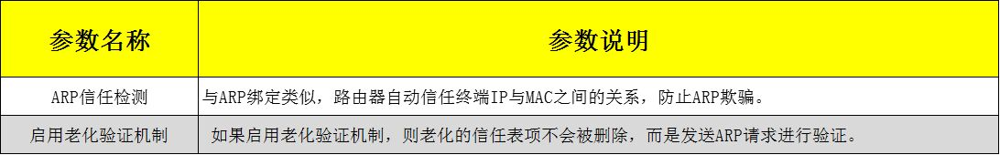 参数名称 参数说明
ARP信任检测 与ARP绑定类似，路由器自动信任终端IP与MAC之间的关系，防止ARP欺骗。
启用老化验证机制 如果启用老化验证机制，则老化的信任表项不会被删除，而是发送ARP请求进行验证。